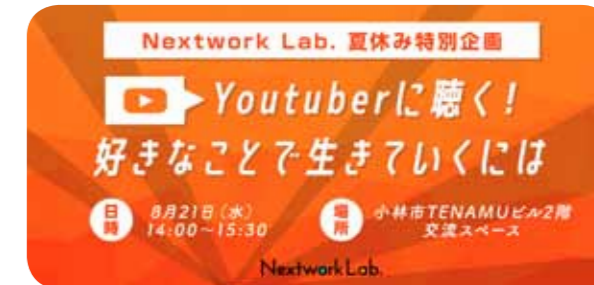 Nextwork Lab. 夏休み特別企画
Youtuberに聴く!
好きなことで生きていくには
日時
8月21日(水)
14:00~15:30
場所
小林市TENAMUビル2階
交流スペース
Nextwork Lab.